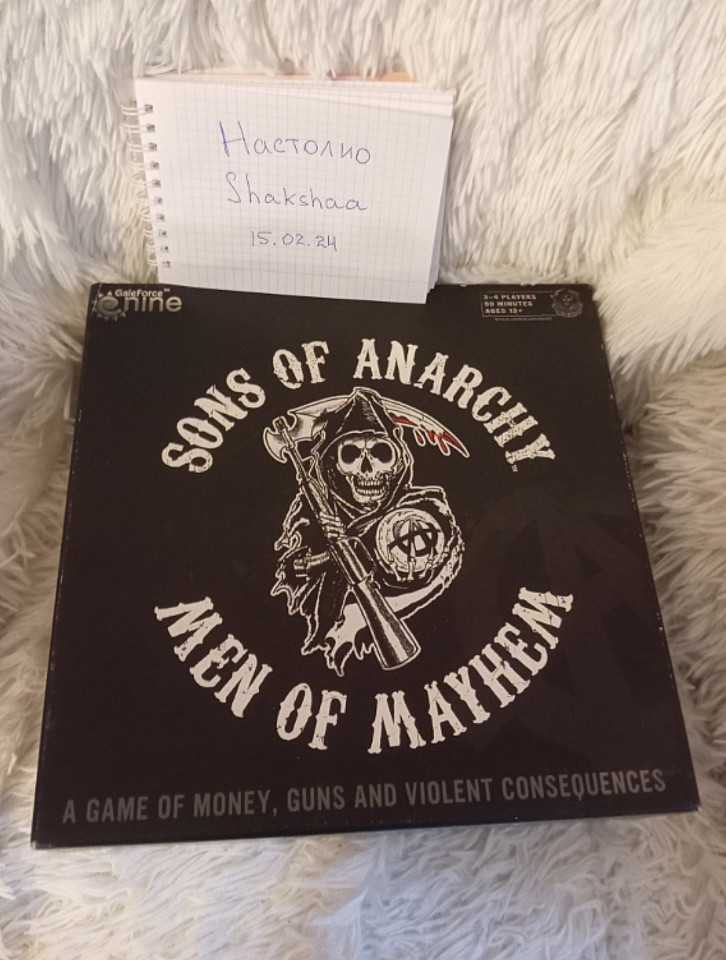 Настолио
Shakshaa
15.02.24
GaleForce
nine
3-4 PLAYERS
90 MINUTES
AGES 13+
SONS OF ANARCHY
MEN OF MAYHEM
A GAME OF MONEY, GUNS AND VIOLENT CONSEQUENCES